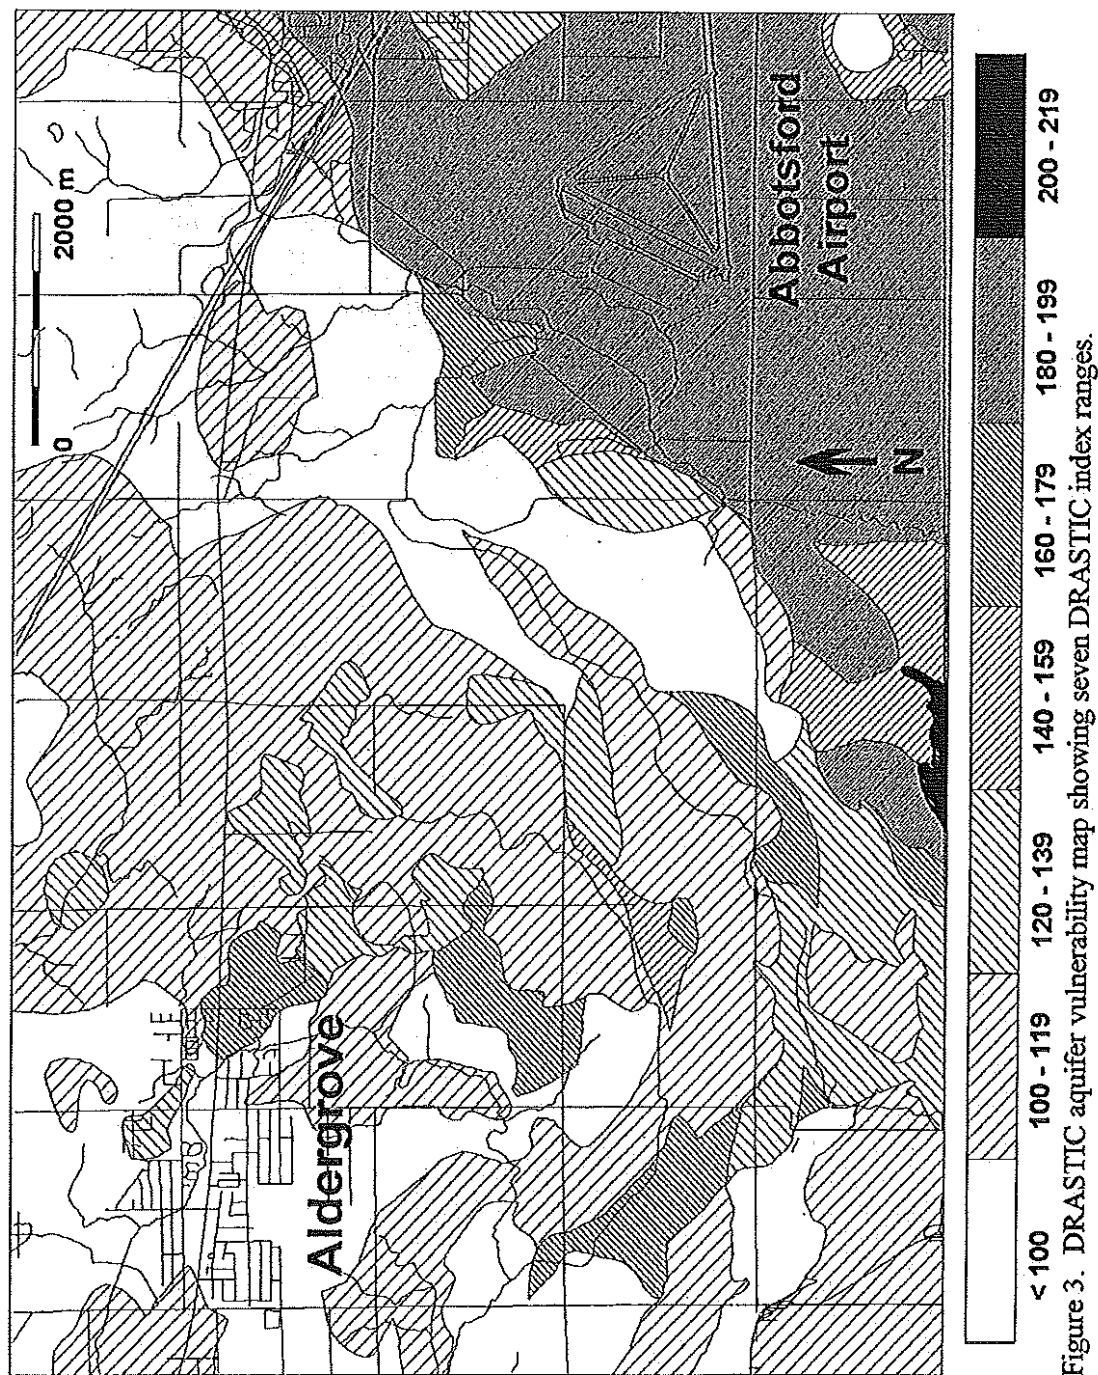 0
2000 m
Aldergrove
Abbotsford
Airport
N
< 100
100 - 119
120 - 139
140 - 159
160 - 179
180 - 199
200 - 219
Figure 3. DRASTIC aquifer vulnerability map showing seven DRASTIC index ranges.